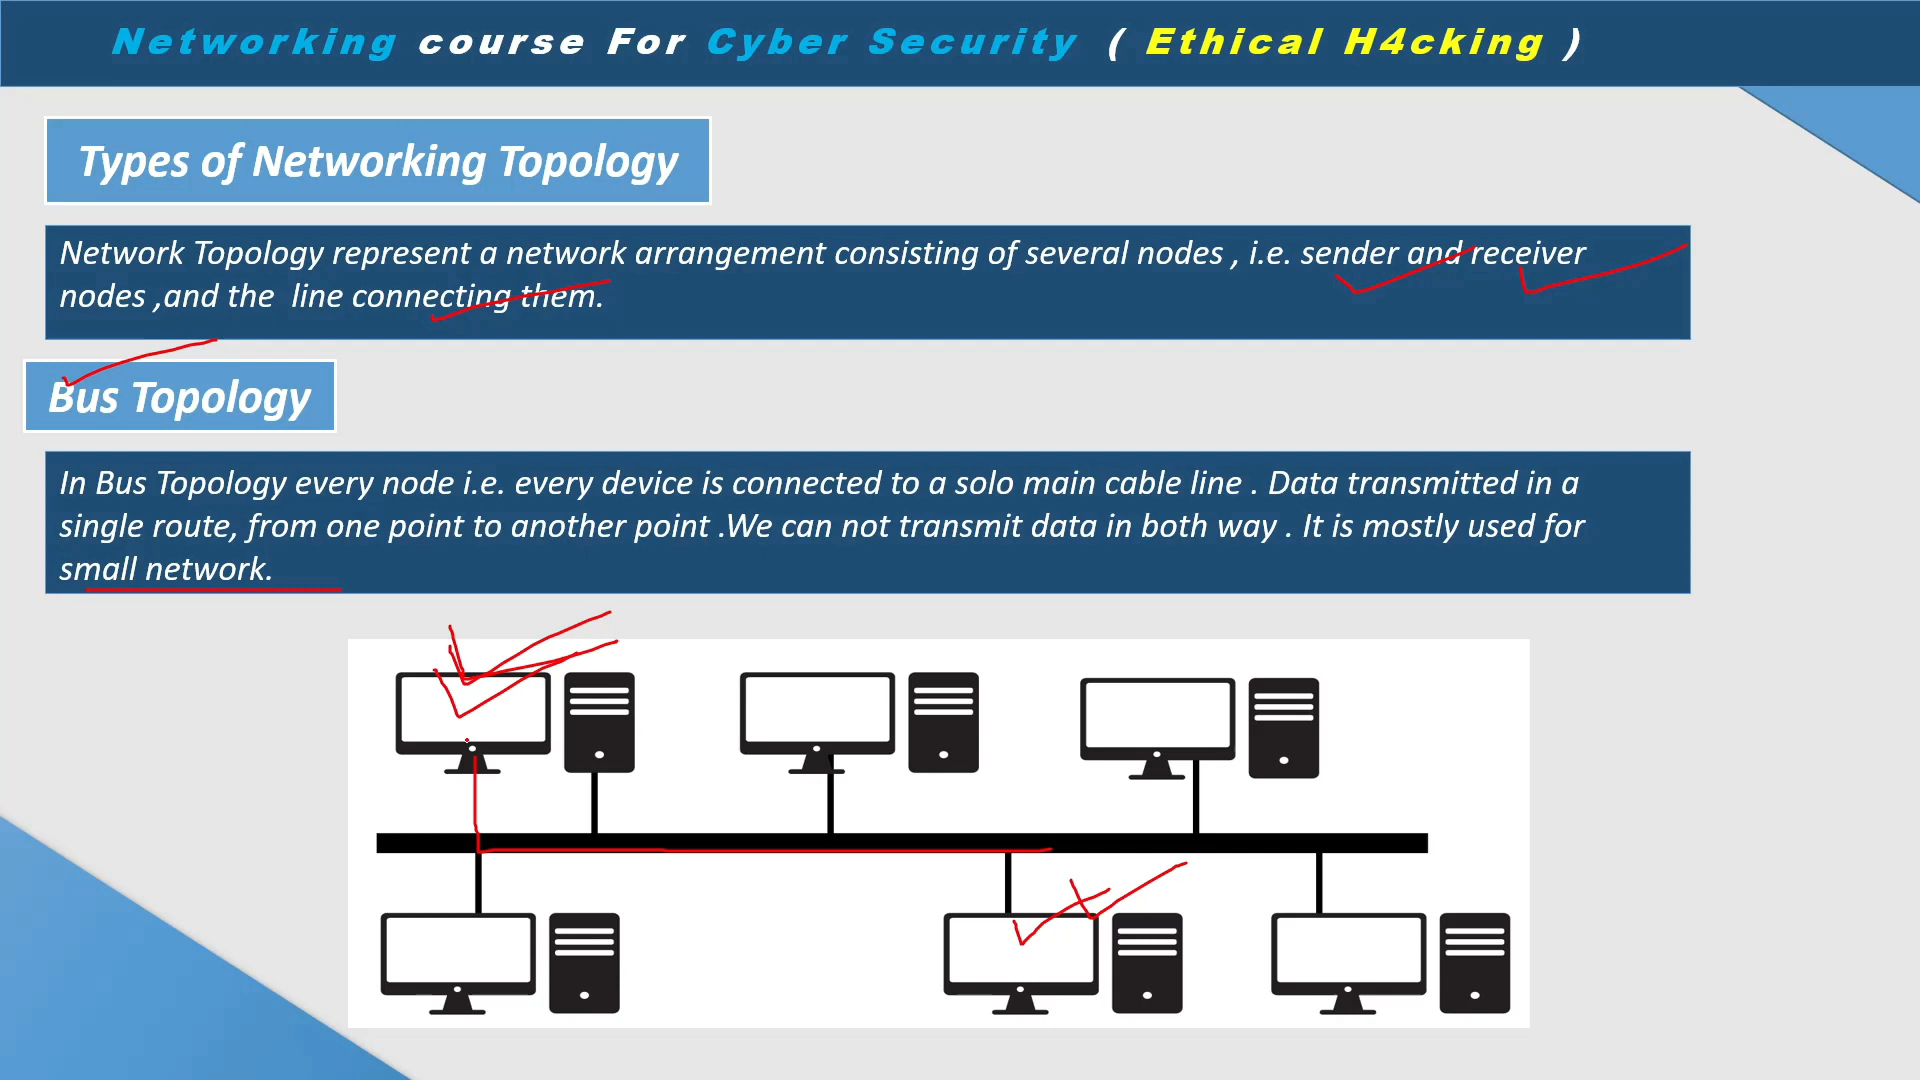 Networking course For Cyber Security ( Ethical H4cking )
Types of Networking Topology
Network Topology represent a network arrangement consisting of several nodes , i.e. sender and receiver
nodes ,and the line connecting them.
Bus Topology
In Bus Topology every node i.e. every device is connected to a solo main cable line . Data transmitted in a
single route, from one point to another point .We can not transmit data in both way . It is mostly used for
small network.